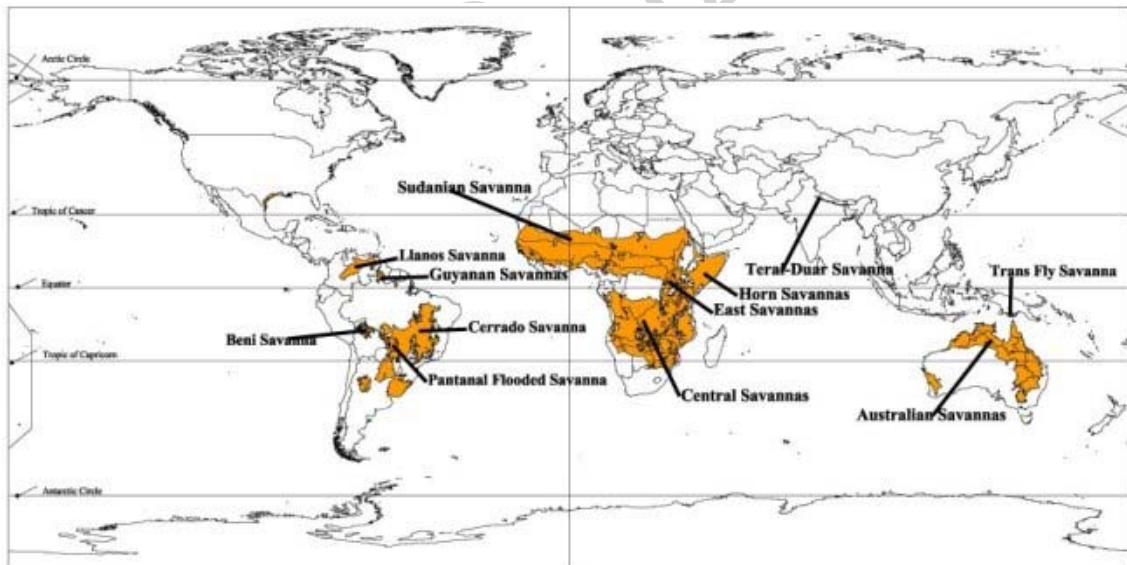 Arctic Circle
Sudanian Savanna
Tropic of Cancer
Llanos Savanna
Guyanan Savannas
Terai-Duar Savanna
Trans Fly Savanna
Equator
Horn Savannas
East Savannas
Beni Savanna
Cerrado Savanna
Tropic of Capricorn
Pantanal Flooded Savanna
Central Savannas
Australian Savannas
Antarctic Circle